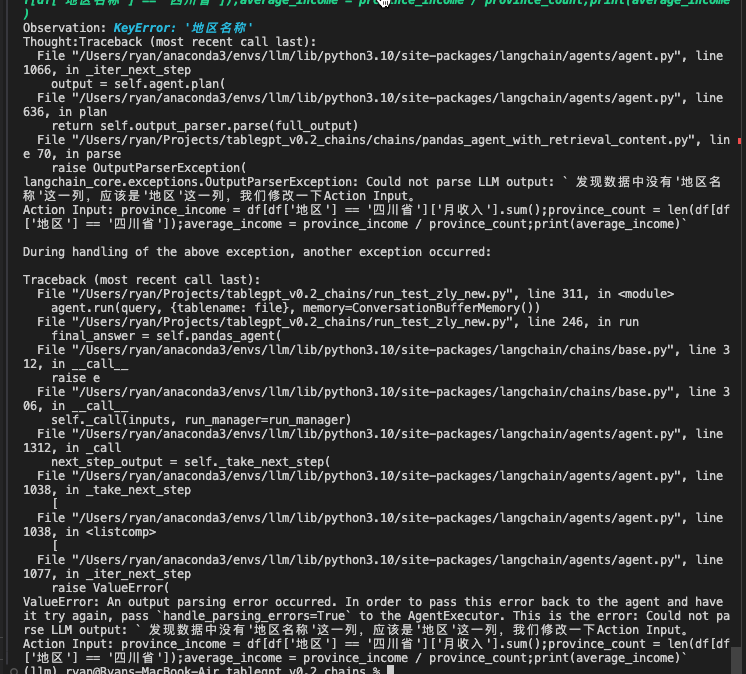 f[df['地区名称'] == '四川省']);average_income = province_income / province_count;print(average_income
)
Observation: KeyError: '地区名称'
Thought:Traceback (most recent call last):
  File "/Users/ryan/anaconda3/envs/llm/lib/python3.10/site-packages/langchain/agents/agent.py", line
1066, in _iter_next_step
    output = self.agent.plan(
  File "/Users/ryan/anaconda3/envs/llm/lib/python3.10/site-packages/langchain/agents/agent.py", line
636, in plan
    return self.output_parser.parse(full_output)
  File "/Users/ryan/Projects/tablegpt_v0.2_chains/chains/pandas_agent_with_retrieval_content.py", lin
e 70, in parse
    raise OutputParserException(
langchain_core.exceptions.OutputParserException: Could not parse LLM output: ` 发现数据中没有'地区名
称'这一列，应该是'地区'这一列，我们修改一下Action Input。
Action Input: province_income = df[df['地区'] == '四川省']['月收入'].sum();province_count = len(df[df
['地区'] == '四川省']);average_income = province_income / province_count;print(average_income)`
During handling of the above exception, another exception occurred:
Traceback (most recent call last):
  File "/Users/ryan/Projects/tablegpt_v0.2_chains/run_test_zly_new.py", line 311, in <module>
    agent.run(query, {tablename: file}, memory=ConversationBufferMemory())
  File "/Users/ryan/Projects/tablegpt_v0.2_chains/run_test_zly_new.py", line 246, in run
    final_answer = self.pandas_agent(
  File "/Users/ryan/anaconda3/envs/llm/lib/python3.10/site-packages/langchain/chains/base.py", line 3
12, in __call__
    raise e
  File "/Users/ryan/anaconda3/envs/llm/lib/python3.10/site-packages/langchain/chains/base.py", line 3
06, in __call__
    self._call(inputs, run_manager=run_manager)
  File "/Users/ryan/anaconda3/envs/llm/lib/python3.10/site-packages/langchain/agents/agent.py", line
1312, in _call
    next_step_output = self._take_next_step(
  File "/Users/ryan/anaconda3/envs/llm/lib/python3.10/site-packages/langchain/agents/agent.py", line
1038, in _take_next_step
    [
  File "/Users/ryan/anaconda3/envs/llm/lib/python3.10/site-packages/langchain/agents/agent.py", line
1038, in <listcomp>
    [
  File "/Users/ryan/anaconda3/envs/llm/lib/python3.10/site-packages/langchain/agents/agent.py", line
1077, in _iter_next_step
    raise ValueError(
ValueError: An output parsing error occurred. In order to pass this error back to the agent and have
it try again, pass `handle_parsing_errors=True` to the AgentExecutor. This is the error: Could not pa
rse LLM output: ` 发现数据中没有'地区名称'这一列，应该是'地区'这一列，我们修改一下Action Input。
Action Input: province_income = df[df['地区'] == '四川省']['月收入'].sum();province_count = len(df[df
['地区'] == '四川省']);average_income = province_income / province_count;print(average_income)`
(llm) ryan@Ryans-MacBook-Air tablegpt_v0.2_chains %